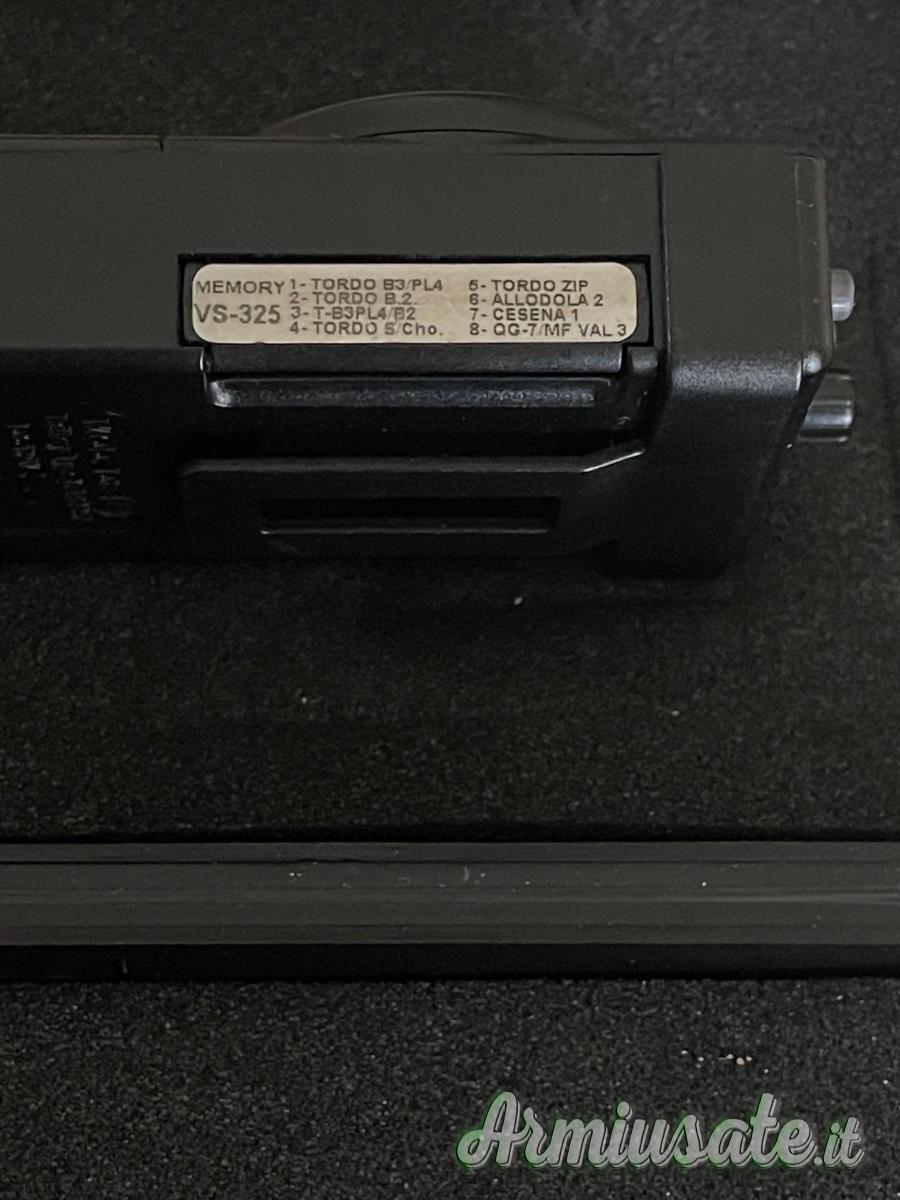 MEMORY
VS-325
1- TORDO B3/PL4
2- TORDO B.2.
3- T-B3PL4/B2
4- TORDO S/Cho.
5- TORDO ZIP
6- ALLODOLA 2
7- CESENA 1
8- QG-7/MF VAL 3
Armiusate.it